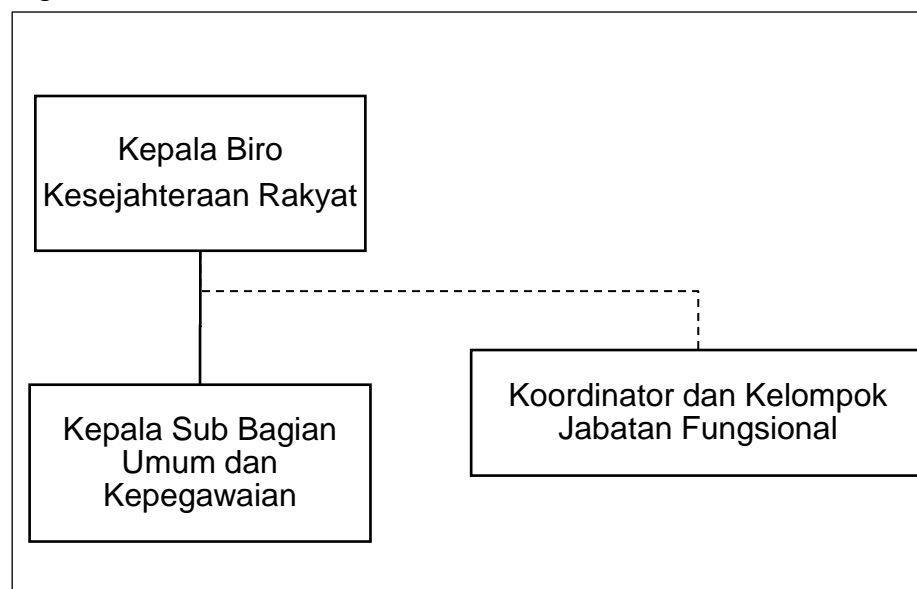 Kepala Biro
Kesejahteraan Rakyat
Koordinator dan Kelompok
Jabatan Fungsional
Kepala Sub Bagian
Umum dan
Kepegawaian